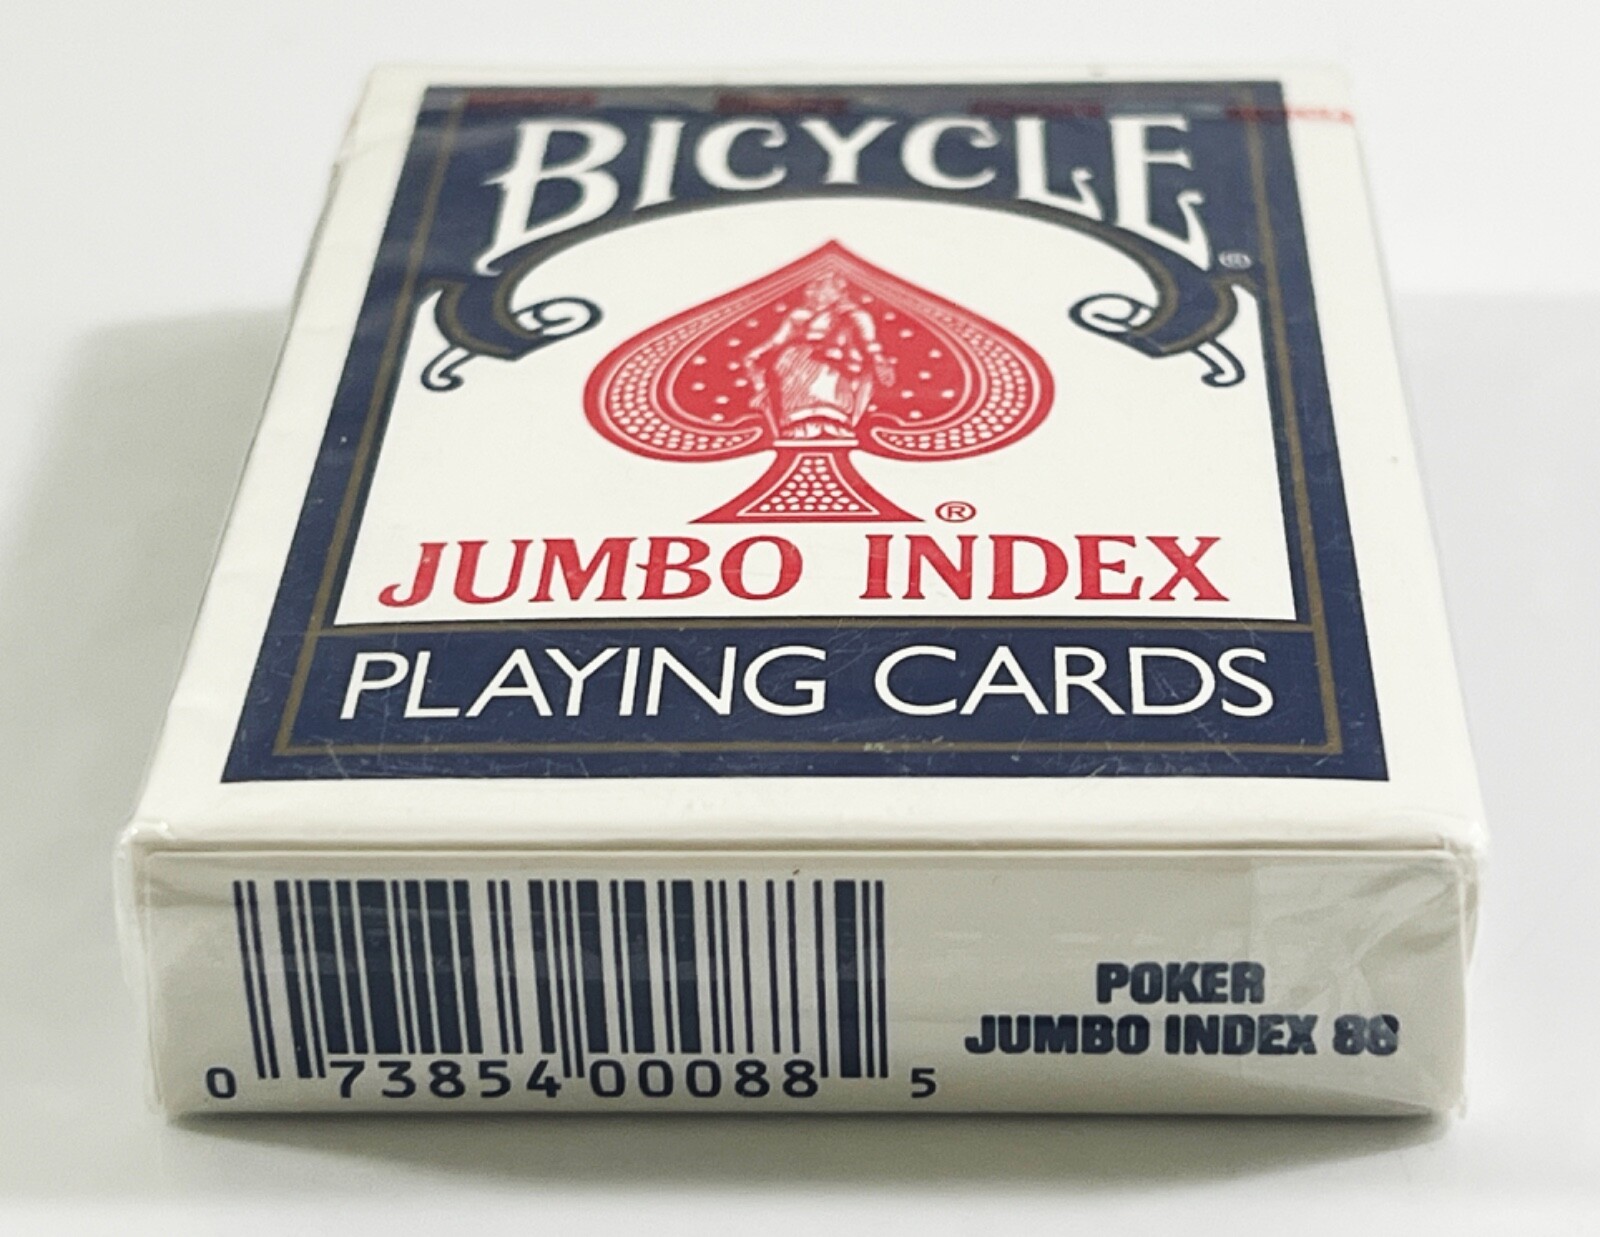 BICYCLE®
®
JUMBO INDEX
PLAYING CARDS
POKER
JUMBO INDEX 88
0 73854 00088 5